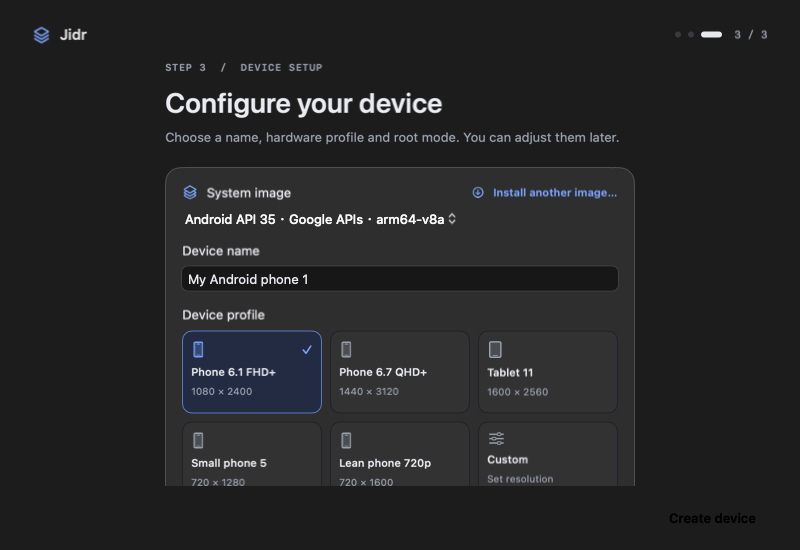 Jidr
3 / 3
STEP 3 / DEVICE SETUP
Configure your device
Choose a name, hardware profile and root mode. You can adjust them later.
System image
Install another image...
Android API 35 · Google APIs · arm64-v8a
Device name
My Android phone 1
Device profile
Phone 6.1 FHD+
1080 × 2400
Phone 6.7 QHD+
1440 × 3120
Tablet 11
1600 × 2560
Small phone 5
720 × 1280
Lean phone 720p
720 × 1600
Custom
Set resolution
Create device